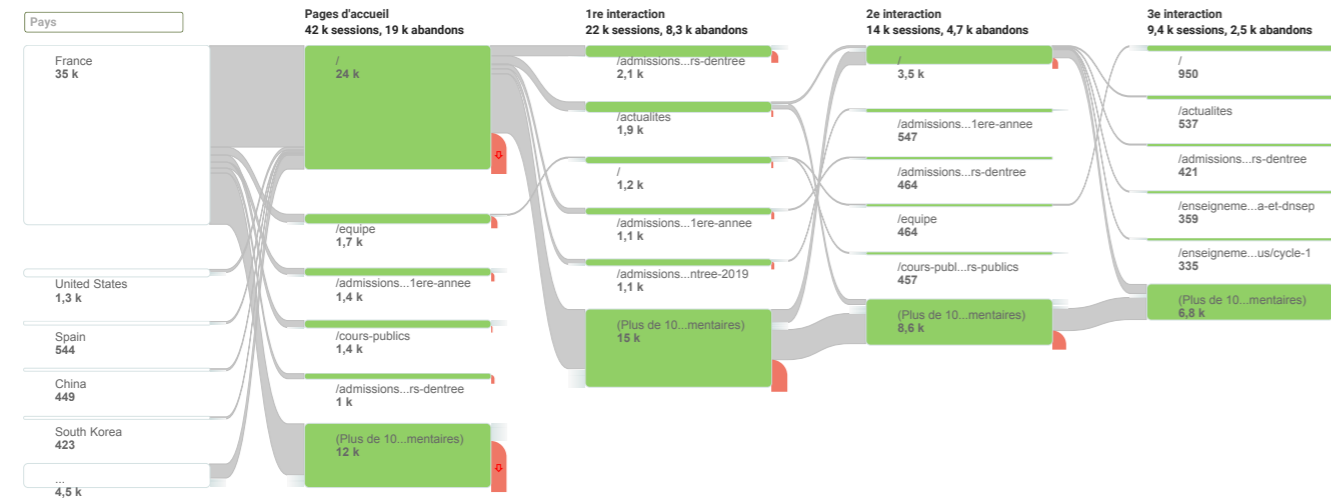 Pays
France
35 k
United States
1,3 k
Spain
544
China
449
South Korea
423
...
4,5 k
Pages d'accueil
42 k sessions, 19 k abandons
/
24 k
/equipe
1,7 k
/admissions...1ere-annee
1,4 k
/cours-publics
1,4 k
/admissions...rs-dentree
1 k
(Plus de 10...mentaires)
12 k
1re interaction
22 k sessions, 8,3 k abandons
/admissions...rs-dentree
2,1 k
/actualites
1,9 k
/
1,2 k
/admissions...1ere-annee
1,1 k
/admissions...ntree-2019
1,1 k
(Plus de 10...mentaires)
15 k
2e interaction
14 k sessions, 4,7 k abandons
/
3,5 k
/admissions...1ere-annee
547
/admissions...rs-dentree
464
/equipe
464
/cours-publ...rs-publics
457
(Plus de 10...mentaires)
8,6 k
3e interaction
9,4 k sessions, 2,5 k abandons
/
950
/actualites
537
/admissions...rs-dentree
421
/enseigneme...a-et-dnsep
359
/enseigneme...us/cycle-1
335
(Plus de 10...mentaires)
6,8 k